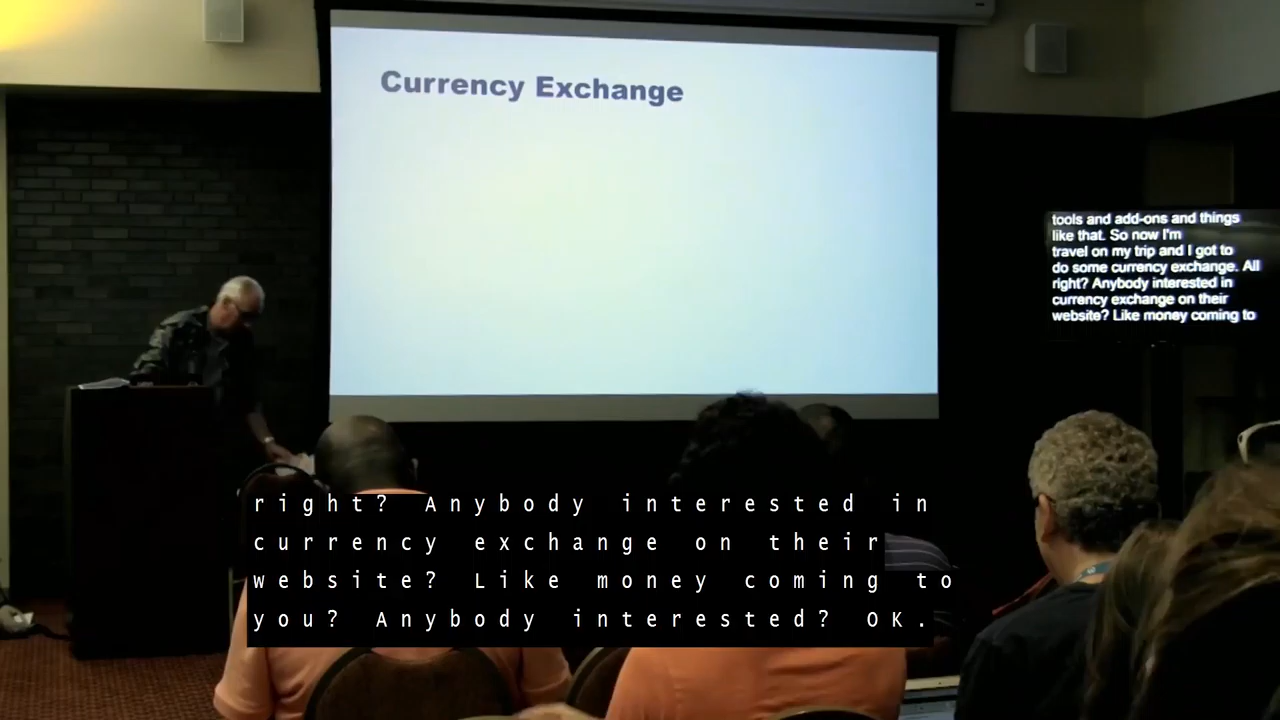 Currency Exchange
tools and add-ons and things
like that. So now I'm
travel on my trip and I got to
do some currency exchange. All
right? Anybody interested in
currency exchange on their
website? Like money coming to
right? Anybody interested in
currency exchange on their
website? Like money coming to
you? Anybody interested? OK.